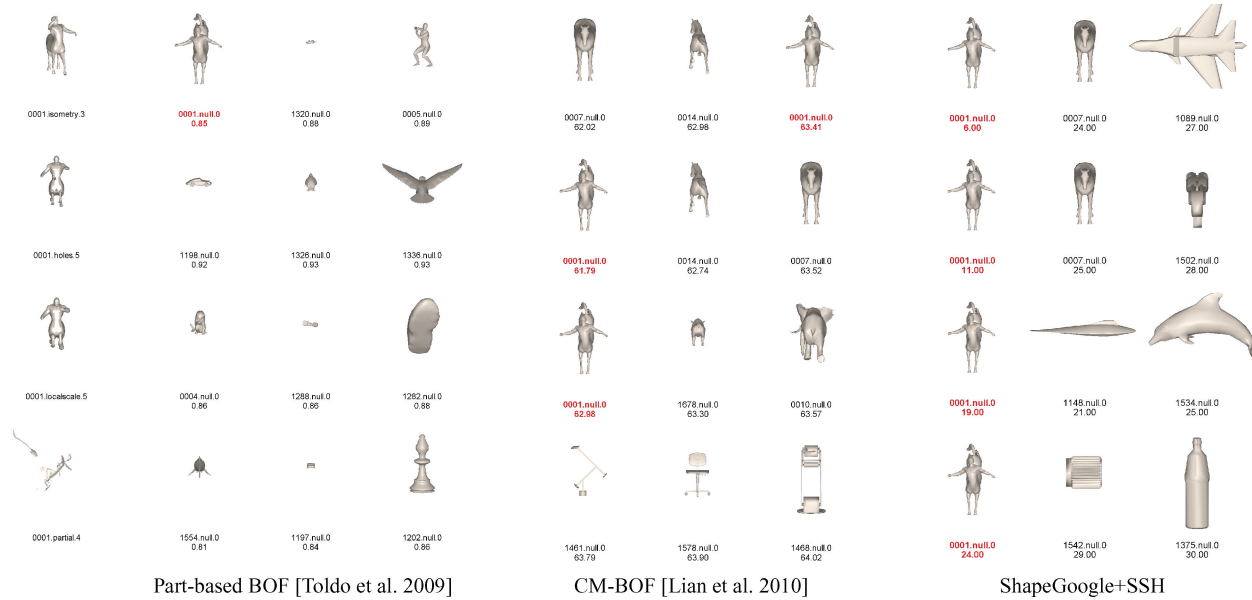 0001.isometry.3 0001.null.0 1320.null.0 0005.null.0 0007.null.0 0014.null.0 0001.null.0 0001.null.0 0007.null.0 1089.null.0
0.85 0.88 0.89 62.02 62.98 63.41 6.00 24.00 27.00
0001.holes.5 1198.null.0 1326.null.0 1336.null.0 0001.null.0 0014.null.0 0007.null.0 0001.null.0 0007.null.0 1502.null.0
0.92 0.93 0.93 61.79 62.74 63.52 11.00 25.00 28.00
0001.localscale.5 0004.null.0 1288.null.0 1282.null.0 0001.null.0 1678.null.0 0010.null.0 0001.null.0 1148.null.0 1534.null.0
0.86 0.86 0.88 62.98 63.30 63.57 19.00 21.00 25.00
0001.partial.4 1554.null.0 1197.null.0 1202.null.0 1461.null.0 1578.null.0 1468.null.0 0001.null.0 1542.null.0 1375.null.0
0.81 0.84 0.86 63.79 63.90 64.02 24.00 29.00 30.00
Part-based BOF [Toldo et al. 2009] CM-BOF [Lian et al. 2010] ShapeGoogle+SSH